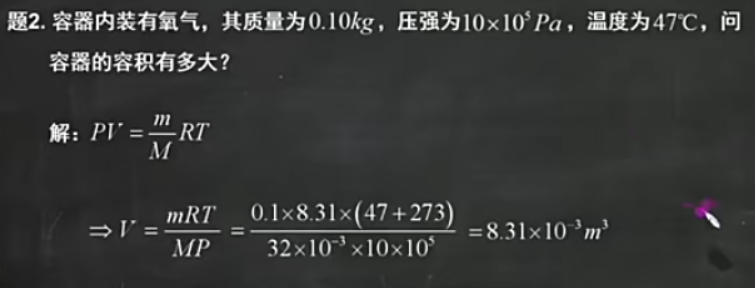 题2. 容器内装有氧气，其质量为0.10kg，压强为10×10⁵Pa，温度为47℃，问
容器的容积有多大？
解：PV = m/M RT
⇒V = mRT/MP = 0.1×8.31×(47+273)/32×10⁻³×10×10⁵ = 8.31×10⁻³m³